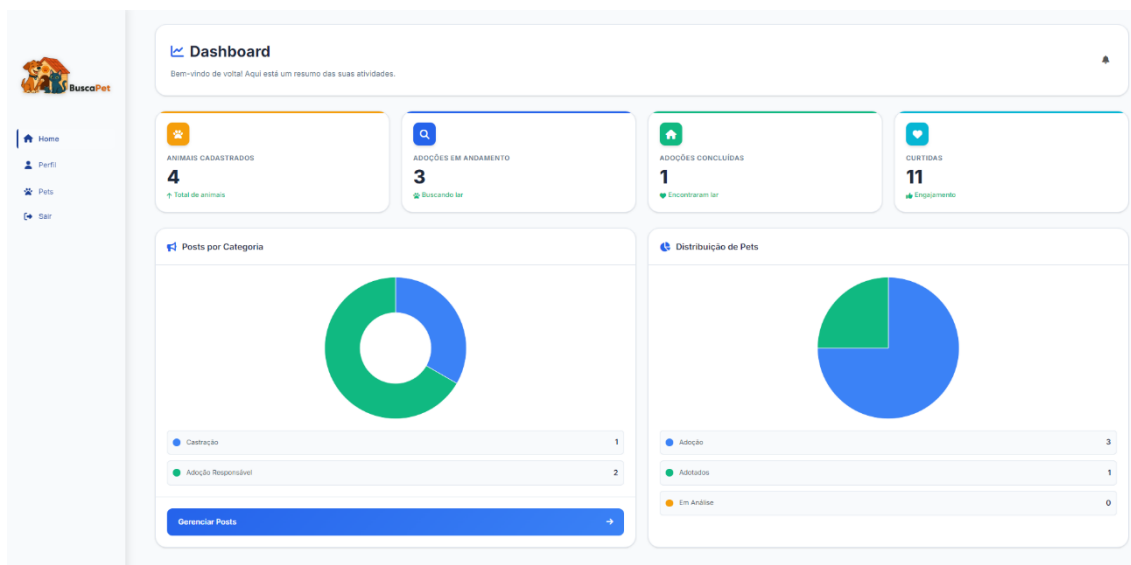 BuscaPet
Home
Perfil
Pets
Sair
Dashboard
Bem-vindo de volta! Aqui está um resumo das suas atividades.
ANIMAIS CADASTRADOS
4
↑ Total de animais
ADOÇÕES EM ANDAMENTO
3
Buscando lar
ADOÇÕES CONCLUÍDAS
1
Encontraram lar
CURTIDAS
11
Engajamento
Posts por Categoria
Castração 1
Adoção Responsável 2
Gerenciar Posts →
Distribuição de Pets
Adoção 3
Adotados 1
Em Análise 0